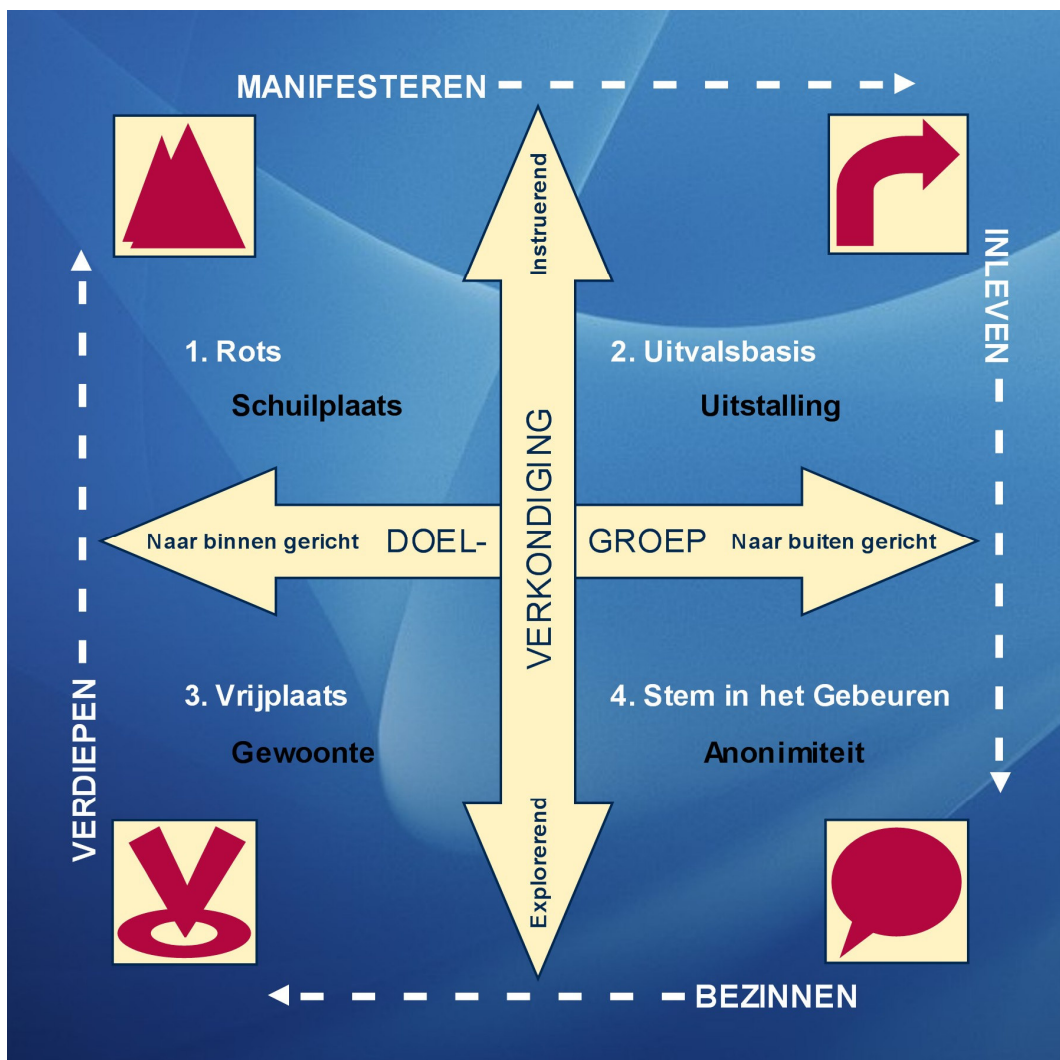 MANIFESTEREN
Instruerend
INLEVEN
1. Rots
Schuilplaats
2. Uitvalsbasis
Uitstalling
VERKONDIGING
Naar binnen gericht
DOEL-
GROEP
Naar buiten gericht
3. Vrijplaats
Gewoonte
4. Stem in het Gebeuren
Anonimiteit
VERDIEPEN
Explorerend
BEZINNEN